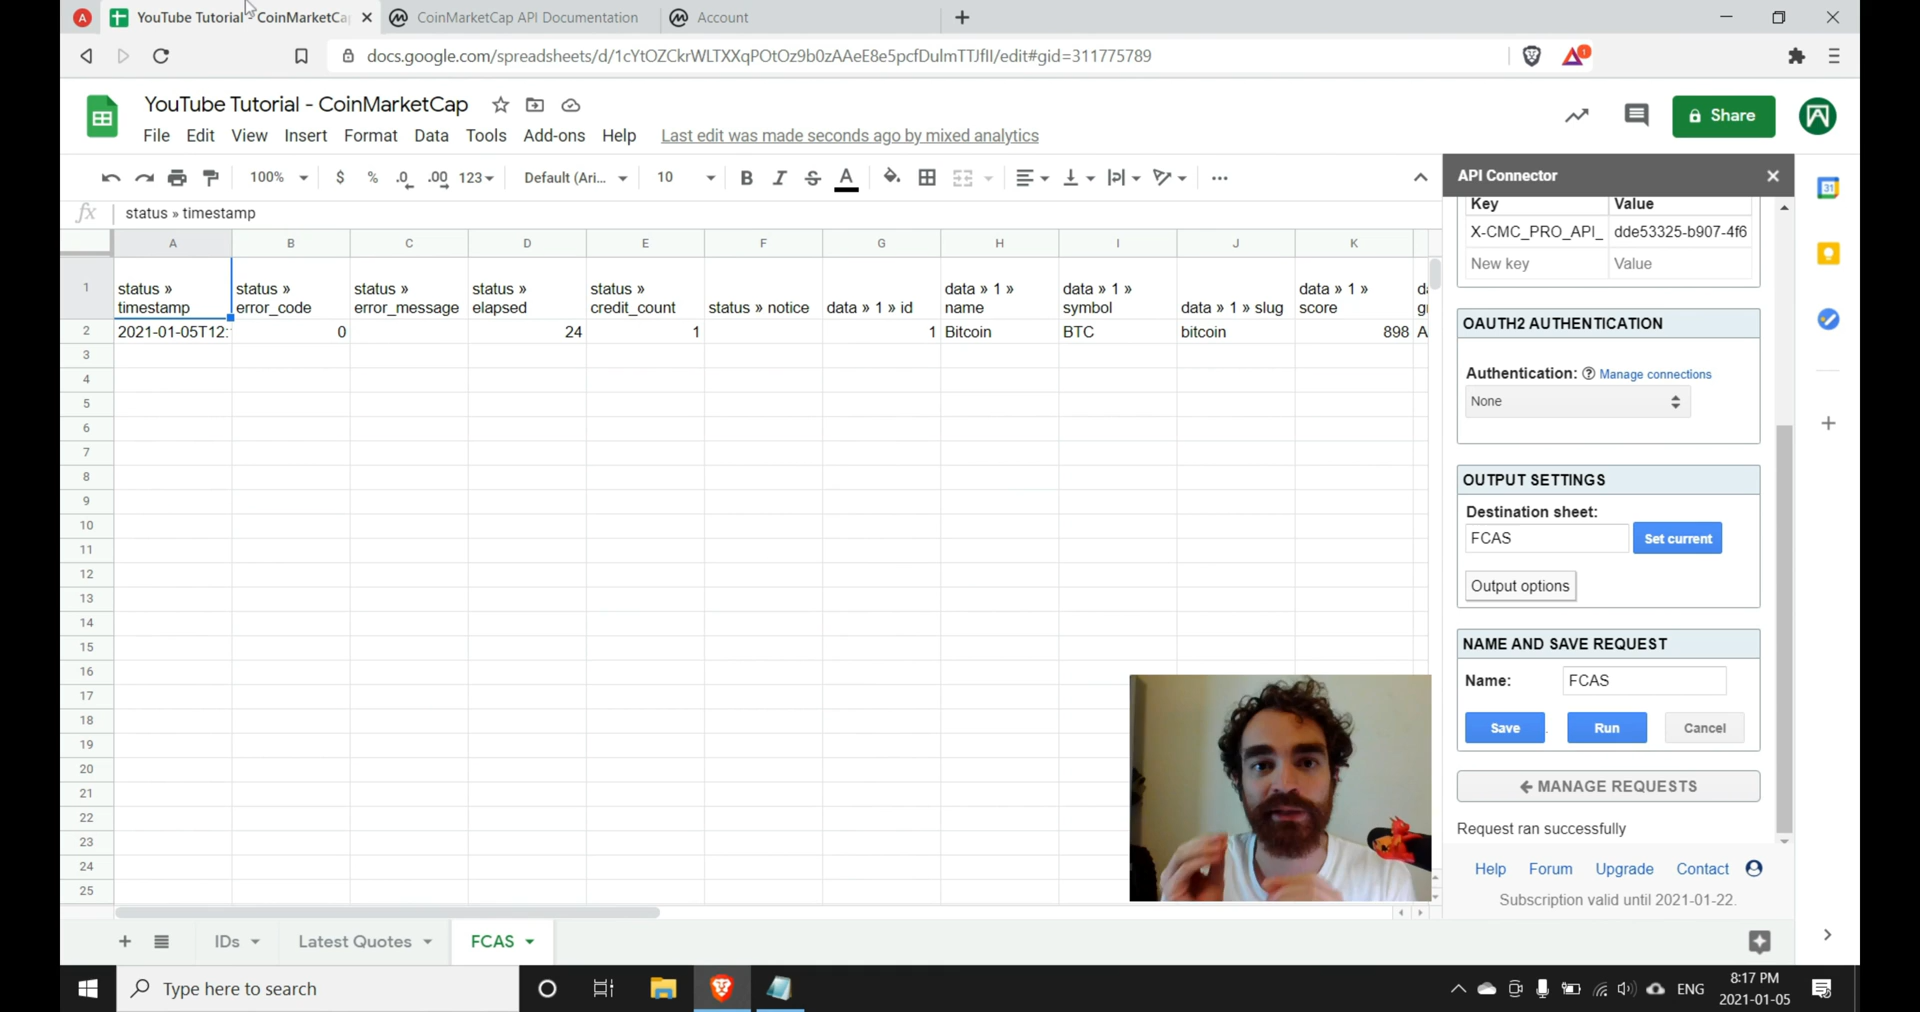 YouTube Tutorial - CoinMarketCap
CoinMarketCap API Documentation
Account
docs.google.com/spreadsheets/d/1cYtOZCkrWLTXXqPOtOz9b0zAAeE8e5pcfDulmTTJflI/edit#gid=311775789
1
YouTube Tutorial - CoinMarketCap
File Edit View Insert Format Data Tools Add-ons Help Last edit was made seconds ago by mixed analytics
Share
100% $ % .0 .00 123 Default (Ari... 10 B I S A
fx status » timestamp
A B C D E F G H I J K
1 status » timestamp status » error_code status » error_message status » elapsed status » credit_count status » notice data » 1 » id data » 1 » name data » 1 » symbol data » 1 » slug data » 1 » score
2 2021-01-05T12: 0 24 1 1 Bitcoin BTC bitcoin 898 A
3
4
5
6
7
8
9
10
11
12
13
14
15
16
17
18
19
20
21
22
23
24
25
API Connector
Key Value
X-CMC_PRO_API_ dde53325-b907-4f6
New key Value
OAUTH2 AUTHENTICATION
Authentication: Manage connections
None
OUTPUT SETTINGS
Destination sheet:
FCAS Set current
Output options
NAME AND SAVE REQUEST
Name: FCAS
Save Run Cancel
MANAGE REQUESTS
Request ran successfully
Help Forum Upgrade Contact
Subscription valid until 2021-01-22.
31
IDs Latest Quotes FCAS
Type here to search
ENG
8:17 PM
2021-01-05